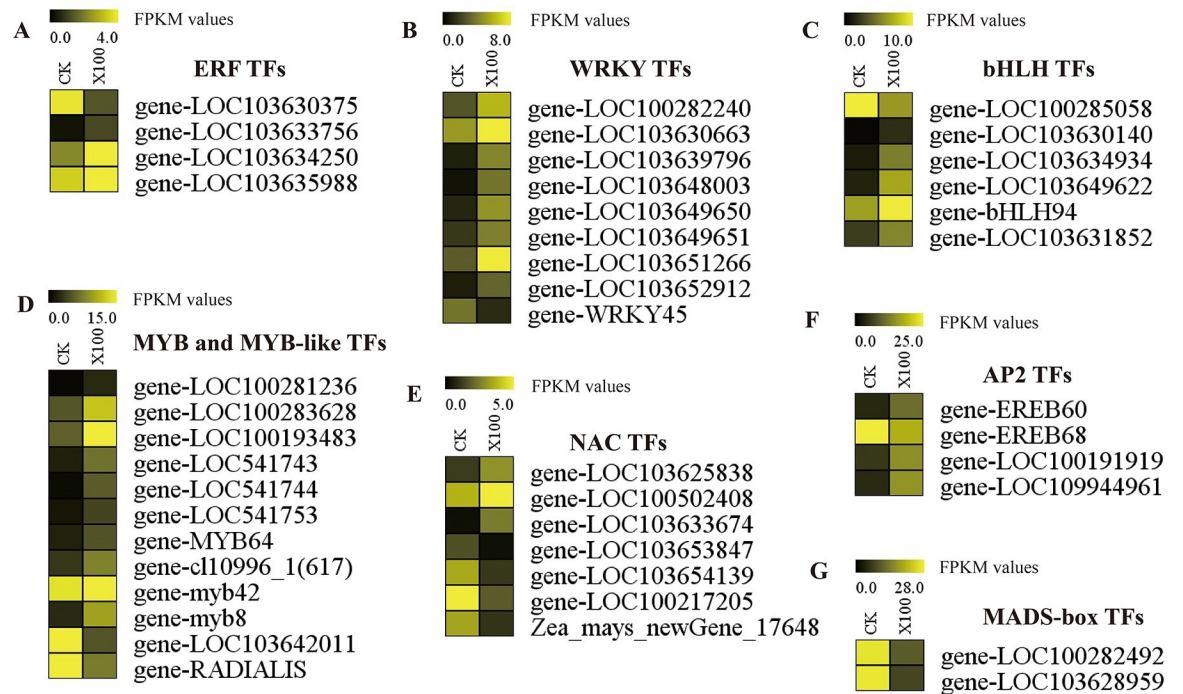 A
FPKM values
0.0 4.0
CK X100
ERF TFs
gene-LOC103630375
gene-LOC103633756
gene-LOC103634250
gene-LOC103635988
B
FPKM values
0.0 8.0
CK X100
WRKY TFs
gene-LOC100282240
gene-LOC103630663
gene-LOC103639796
gene-LOC103648003
gene-LOC103649650
gene-LOC103649651
gene-LOC103651266
gene-LOC103652912
gene-WRKY45
C
FPKM values
0.0 10.0
CK X100
bHLH TFs
gene-LOC100285058
gene-LOC103630140
gene-LOC103634934
gene-LOC103649622
gene-bHLH94
gene-LOC103631852
D
FPKM values
0.0 15.0
CK X100
MYB and MYB-like TFs
gene-LOC100281236
gene-LOC100283628
gene-LOC100193483
gene-LOC541743
gene-LOC541744
gene-LOC541753
gene-MYB64
gene-cl10996_1(617)
gene-myb42
gene-myb8
gene-LOC103642011
gene-RADIALIS
E
FPKM values
0.0 5.0
CK X100
NAC TFs
gene-LOC103625838
gene-LOC100502408
gene-LOC103633674
gene-LOC103653847
gene-LOC103654139
gene-LOC100217205
Zea_mays_newGene_17648
F
FPKM values
0.0 25.0
CK X100
AP2 TFs
gene-EREB60
gene-EREB68
gene-LOC100191919
gene-LOC109944961
G
FPKM values
0.0 28.0
CK X100
MADS-box TFs
gene-LOC100282492
gene-LOC103628959